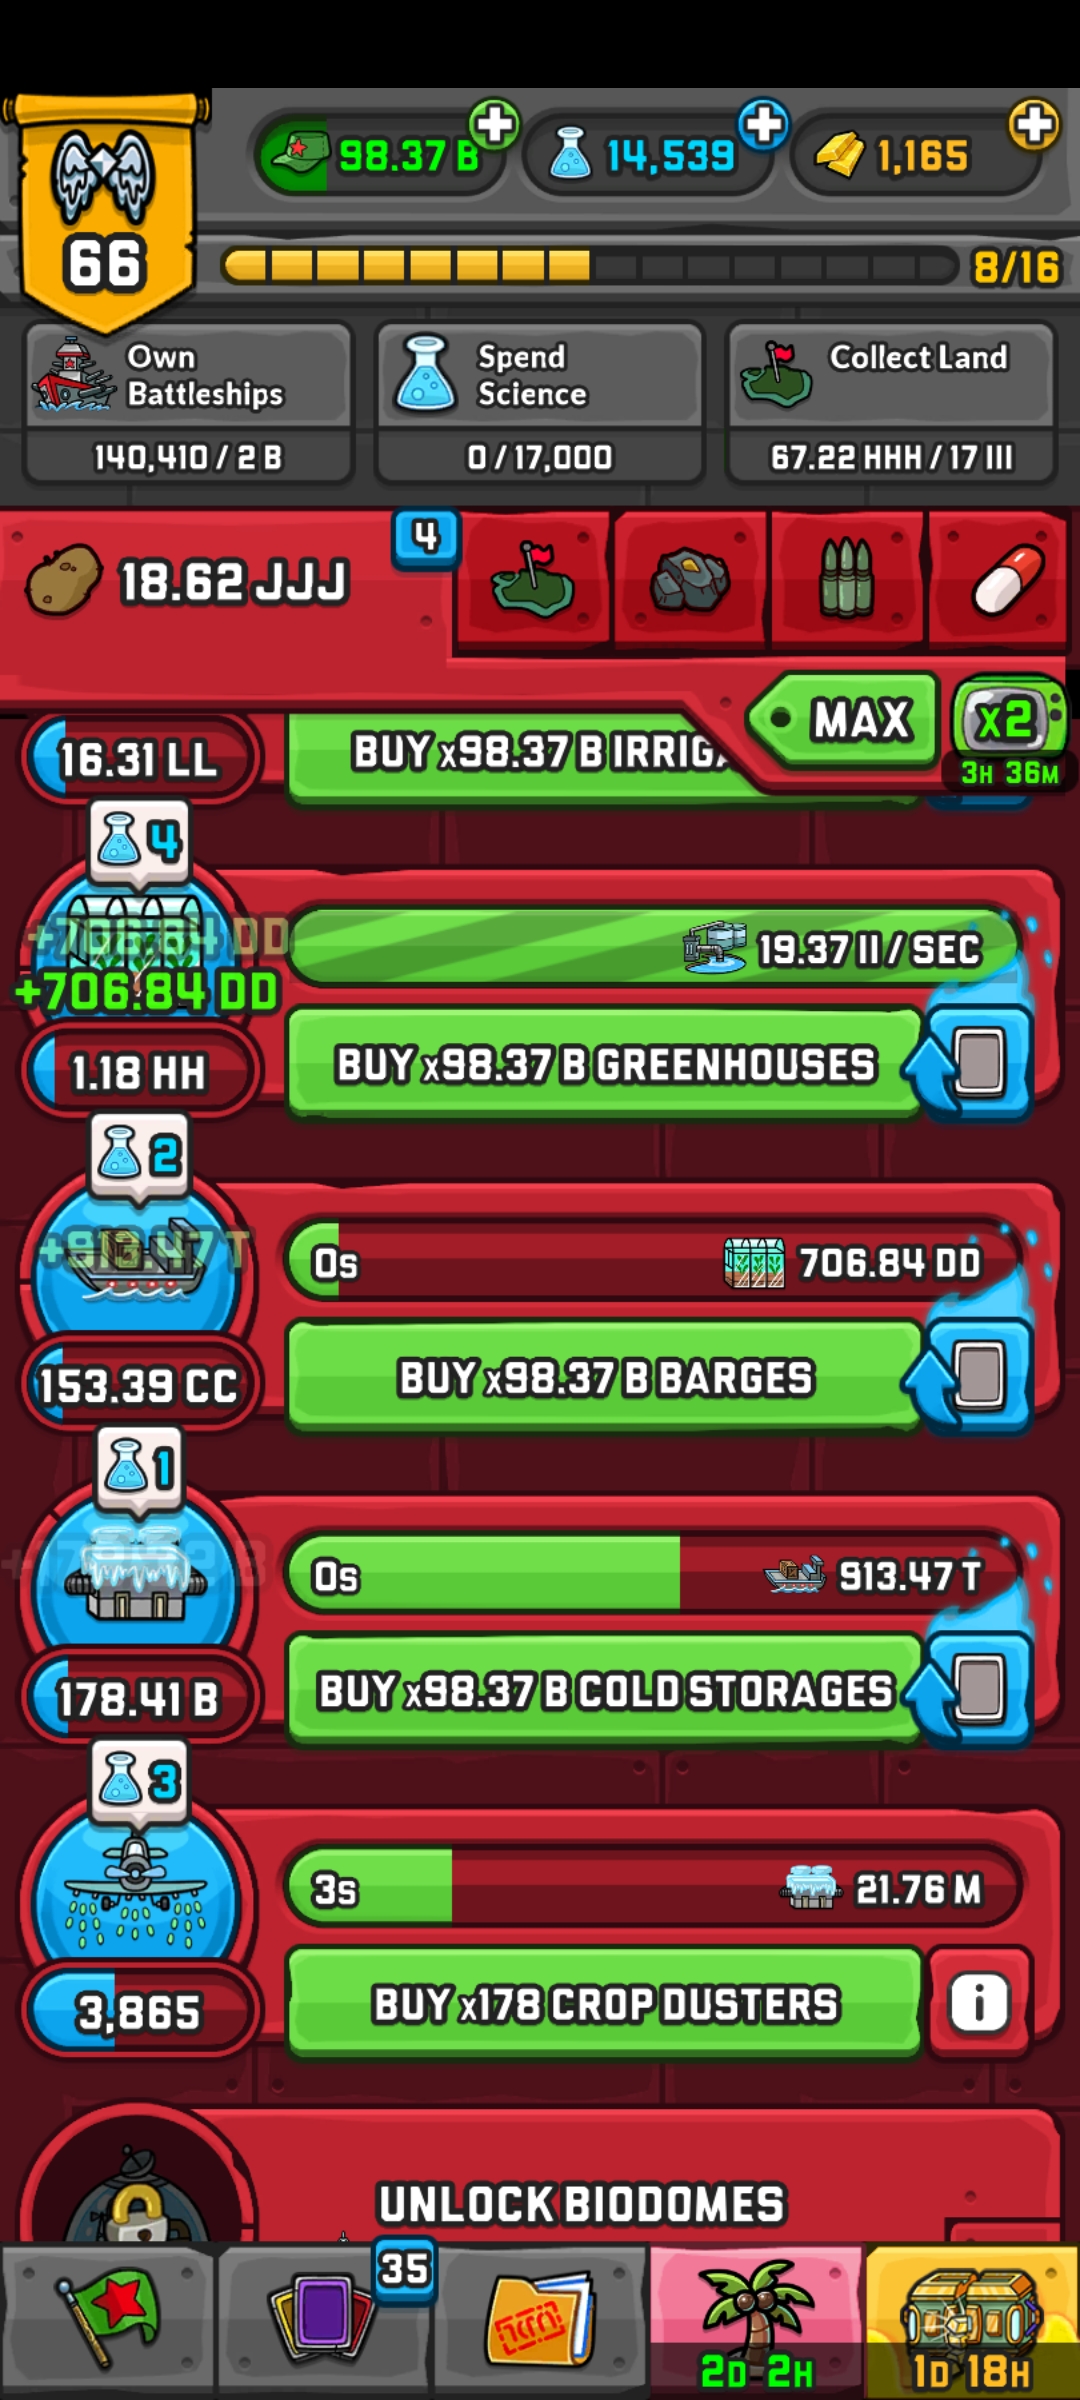 98.37 B
14,539
1,165
66
8/16
Own
Battleships
140,410 / 2 B
Spend
Science
0 / 17,000
Collect Land
67.22 HHH / 17 III
18.62 JJJ
4
MAX
x2
3H 36M
16.31 LL
BUY x98.37 B IRRIG
4
+706.84 DD
+706.84 DD
19.37 II / SEC
1.18 HH
BUY x98.37 B GREENHOUSES
2
+913.47 T
0s
706.84 DD
153.39 CC
BUY x98.37 B BARGES
1
0s
913.47 T
178.41 B
BUY x98.37 B COLD STORAGES
3
3s
21.76 M
3,865
BUY x178 CROP DUSTERS
i
UNLOCK BIODOMES
35
2D 2H
1D 18H